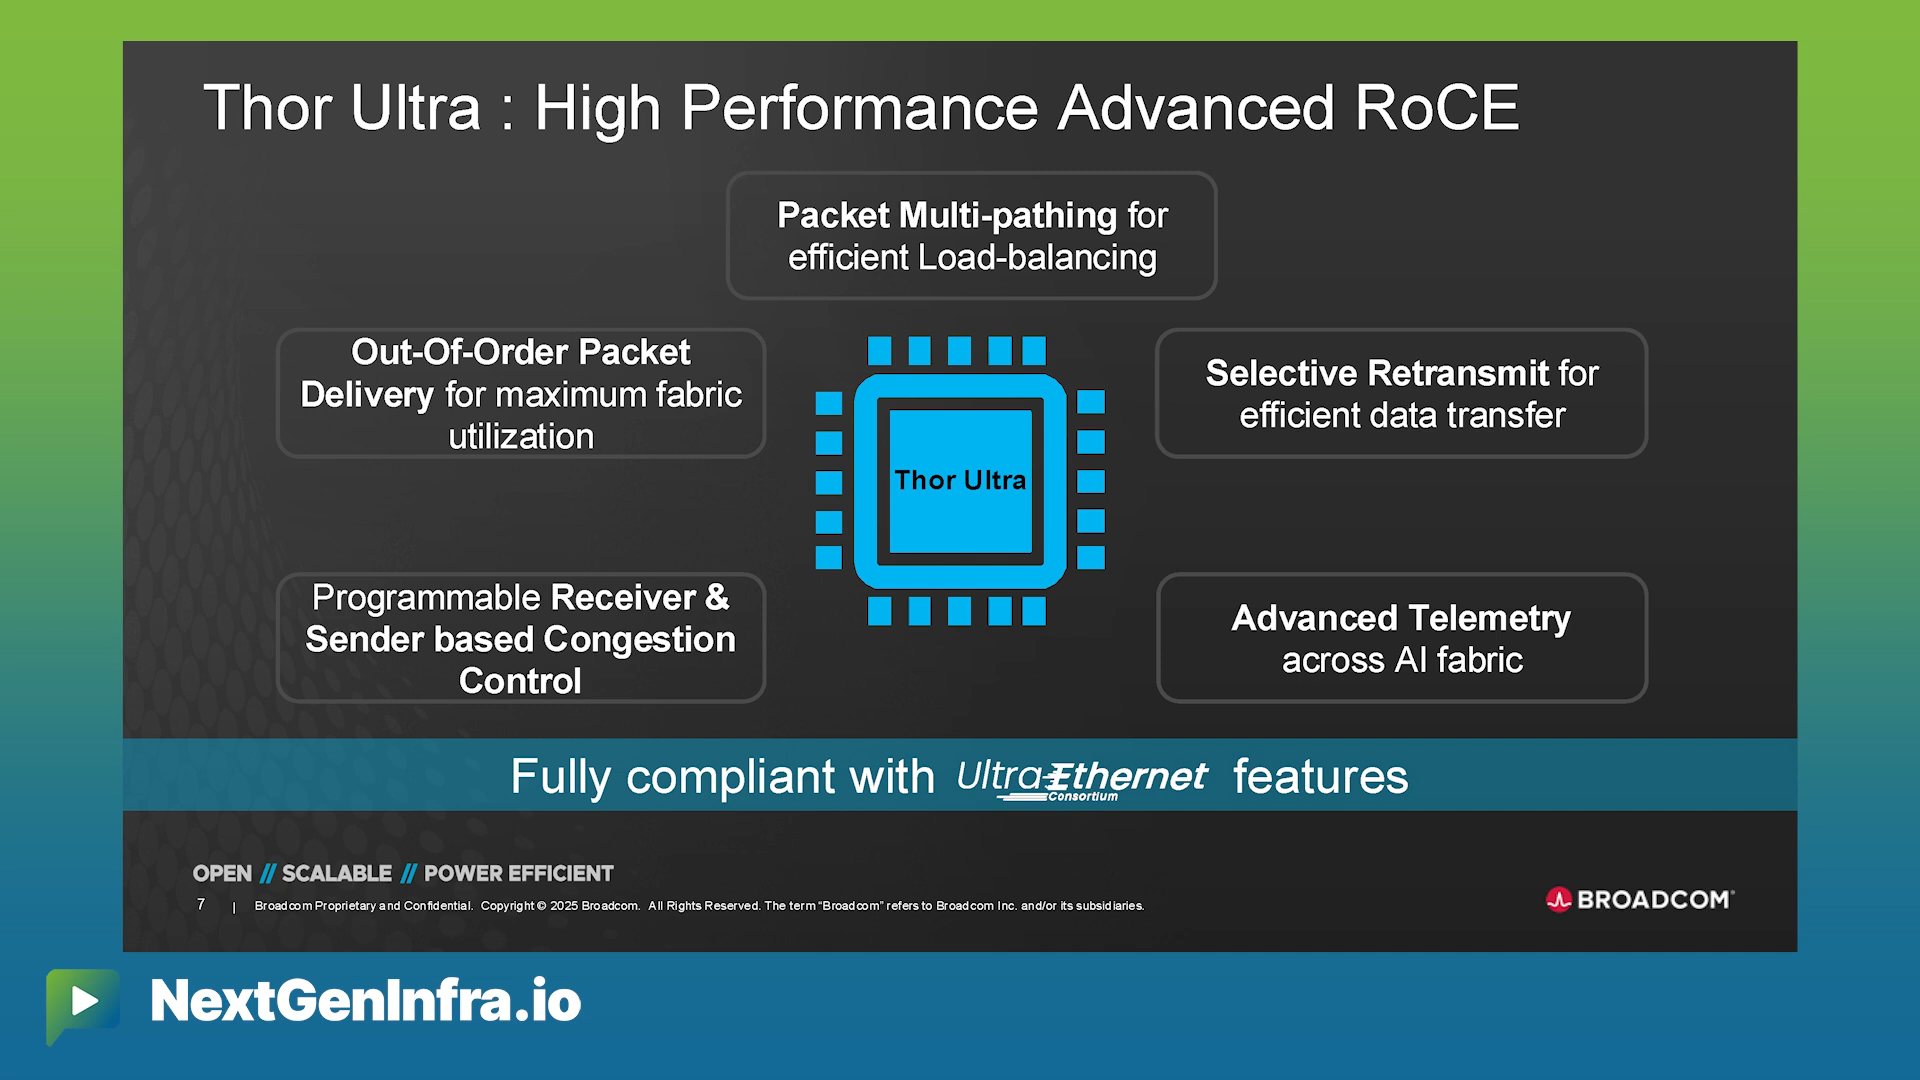 Thor Ultra : High Performance Advanced RoCE
Packet Multi-pathing for
efficient Load-balancing
Out-Of-Order Packet
Delivery for maximum fabric
utilization
Selective Retransmit for
efficient data transfer
Thor Ultra
Programmable Receiver &
Sender based Congestion
Control
Advanced Telemetry
across AI fabric
Fully compliant with UltraEthernet Consortium features
OPEN // SCALABLE // POWER EFFICIENT
7 | Broadcom Proprietary and Confidential. Copyright © 2025 Broadcom. All Rights Reserved. The term “Broadcom” refers to Broadcom Inc. and/or its subsidiaries.
BROADCOM
NextGenInfra.io